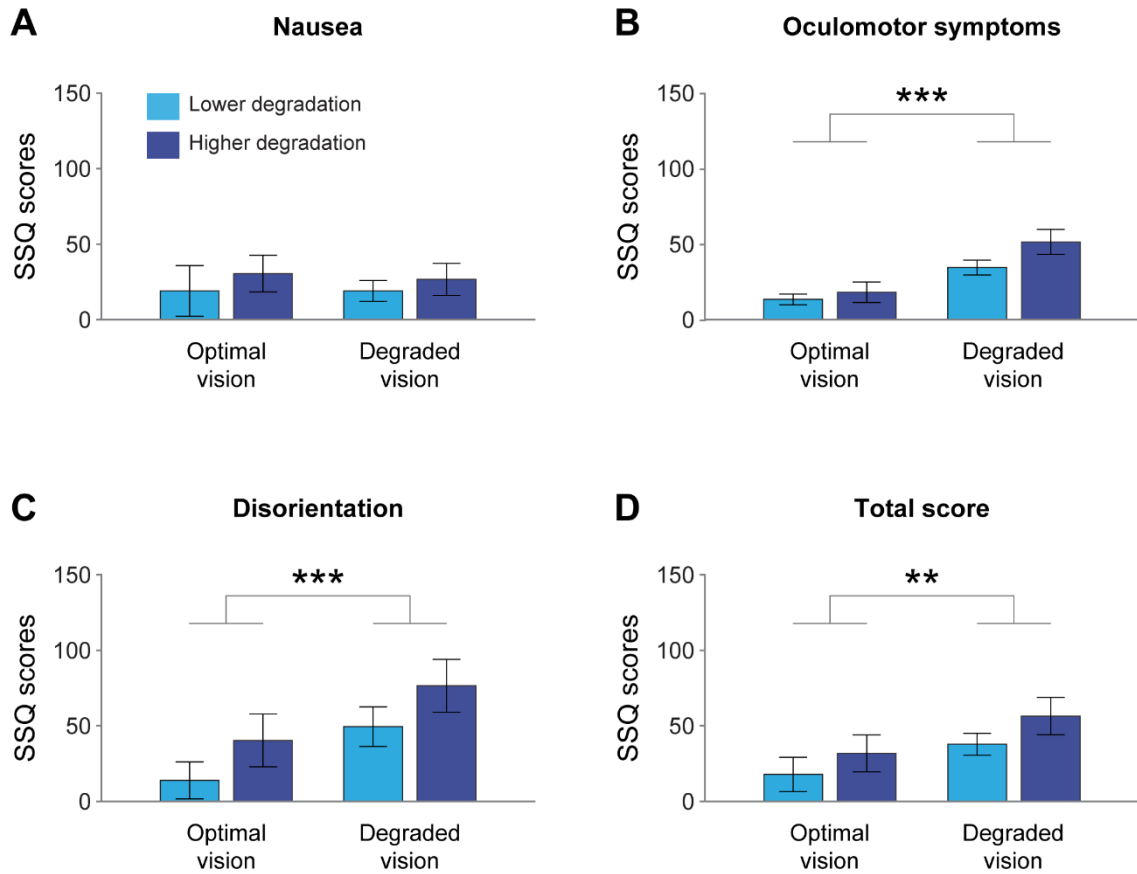 A
Nausea
SSQ scores
150
100
50
0
Lower degradation
Higher degradation
Optimal
vision
Degraded
vision
B
Oculomotor symptoms
SSQ scores
150
100
50
0
***
Optimal
vision
Degraded
vision
C
Disorientation
SSQ scores
150
100
50
0
***
Optimal
vision
Degraded
vision
D
Total score
SSQ scores
150
100
50
0
**
Optimal
vision
Degraded
vision